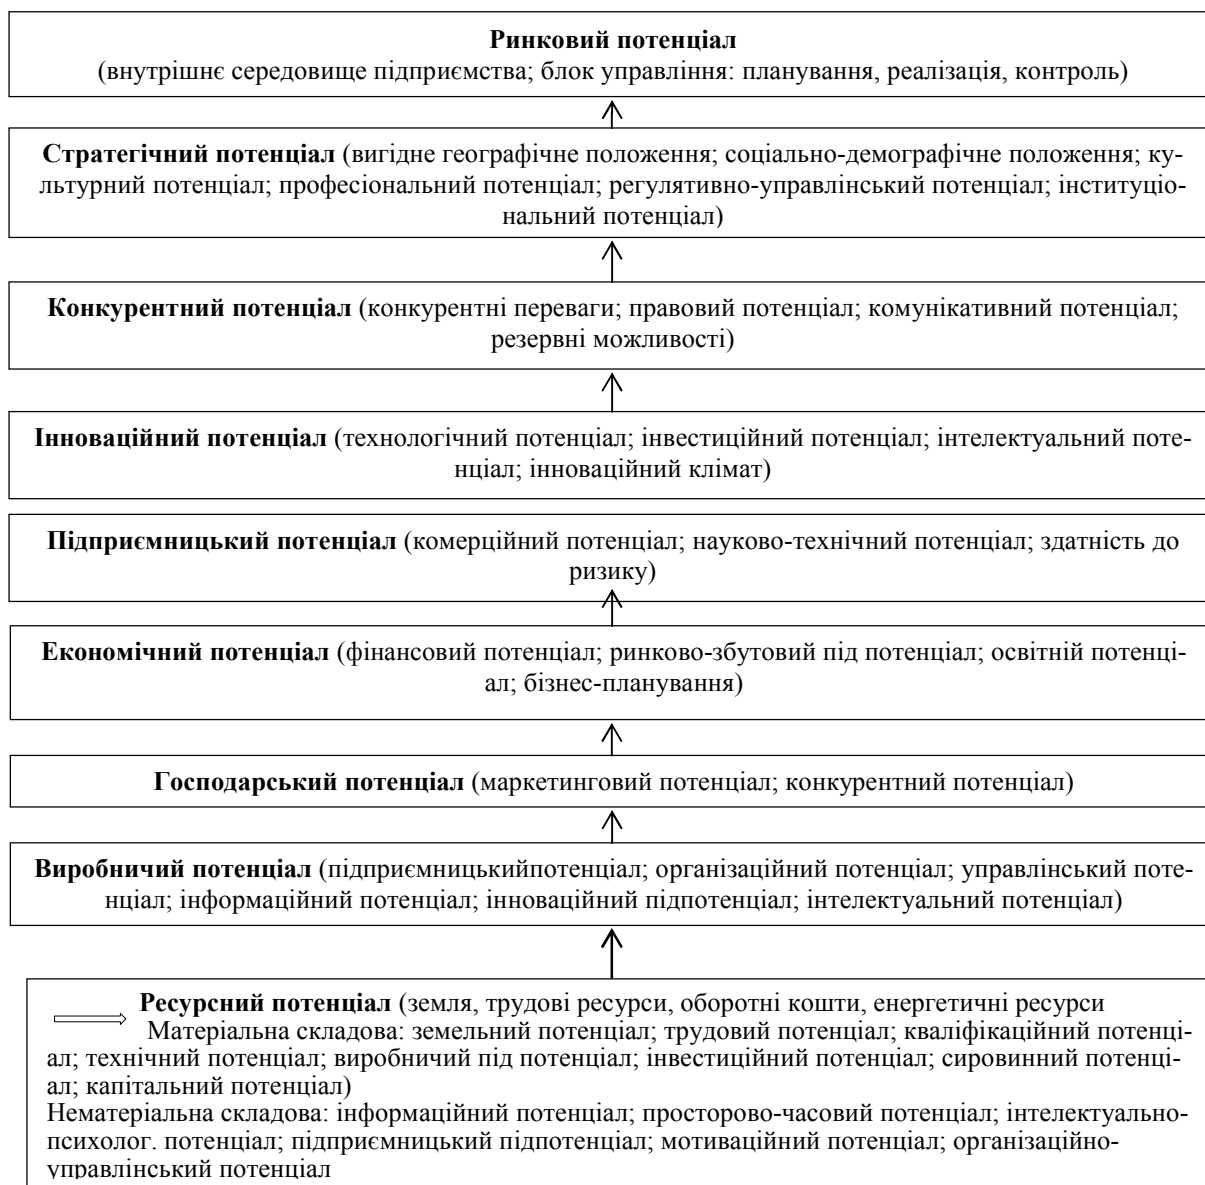 Ринковий потенціал
(внутрішнє середовище підприємства; блок управління: планування, реалізація, контроль)
Стратегічний потенціал (вигідне географічне положення; соціально-демографічне положення; ку-
льтурний потенціал; професіональний потенціал; регулятивно-управлінський потенціал; інституціо-
нальний потенціал)
Конкурентний потенціал (конкурентні переваги; правовий потенціал; комунікативний потенціал;
резервні можливості)
Інноваційний потенціал (технологічний потенціал; інвестиційний потенціал; інтелектуальний поте-
нціал; інноваційний клімат)
Підприємницький потенціал (комерційний потенціал; науково-технічний потенціал; здатність до
ризику)
Економічний потенціал (фінансовий потенціал; ринково-збутовий під потенціал; освітній потенці-
ал; бізнес-планування)
Господарський потенціал (маркетинговий потенціал; конкурентний потенціал)
Виробничий потенціал (підприємницькийпотенціал; організаційний потенціал; управлінський поте-
нціал; інформаційний потенціал; інноваційний підпотенціал; інтелектуальний потенціал)
Ресурсний потенціал (земля, трудові ресурси, оборотні кошти, енергетичні ресурси
Матеріальна складова: земельний потенціал; трудовий потенціал; кваліфікаційний потенці-
ал; технічний потенціал; виробничий під потенціал; інвестиційний потенціал; сировинний потенці-
ал; капітальний потенціал)
Нематеріальна складова: інформаційний потенціал; просторово-часовий потенціал; інтелектуально-
психолог. потенціал; підприємницький підпотенціал; мотиваційний потенціал; організаційно-
управлінський потенціал